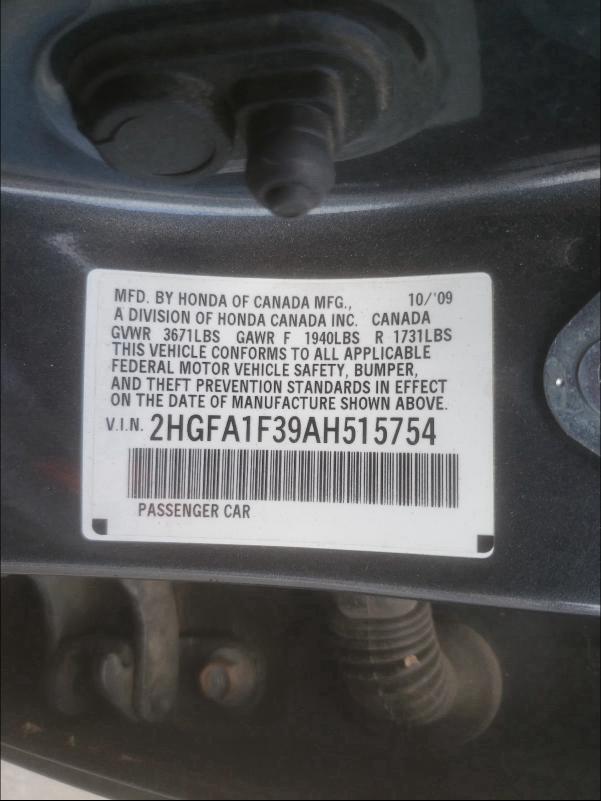 MFD. BY HONDA OF CANADA MFG., 10/'09
A DIVISION OF HONDA CANADA INC. CANADA
GVWR 3671LBS GAWR F 1940LBS R 1731LBS
THIS VEHICLE CONFORMS TO ALL APPLICABLE
FEDERAL MOTOR VEHICLE SAFETY, BUMPER,
AND THEFT PREVENTION STANDARDS IN EFFECT
ON THE DATE OF MANUFACTURE SHOWN ABOVE.
V.I.N. 2HGFA1F39AH515754
PASSENGER CAR